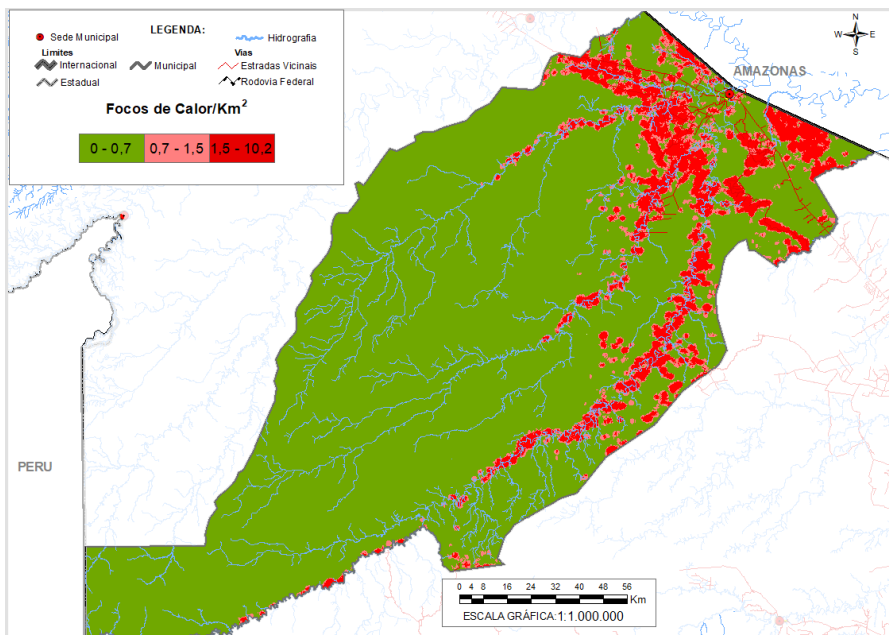 LEGENDA:
Sede Municipal
Hidrografia
Limites
Vias
Internacional
Municipal
Estradas Vicinais
Estadual
Rodovia Federal
Focos de Calor/Km²
0 - 0,7
0,7 - 1,5
1,5 - 10,2
N
W
E
S
AMAZONAS
PERU
0 4 8 16 24 32 40 48 56
Km
ESCALA GRÁFICA:1:1.000.000